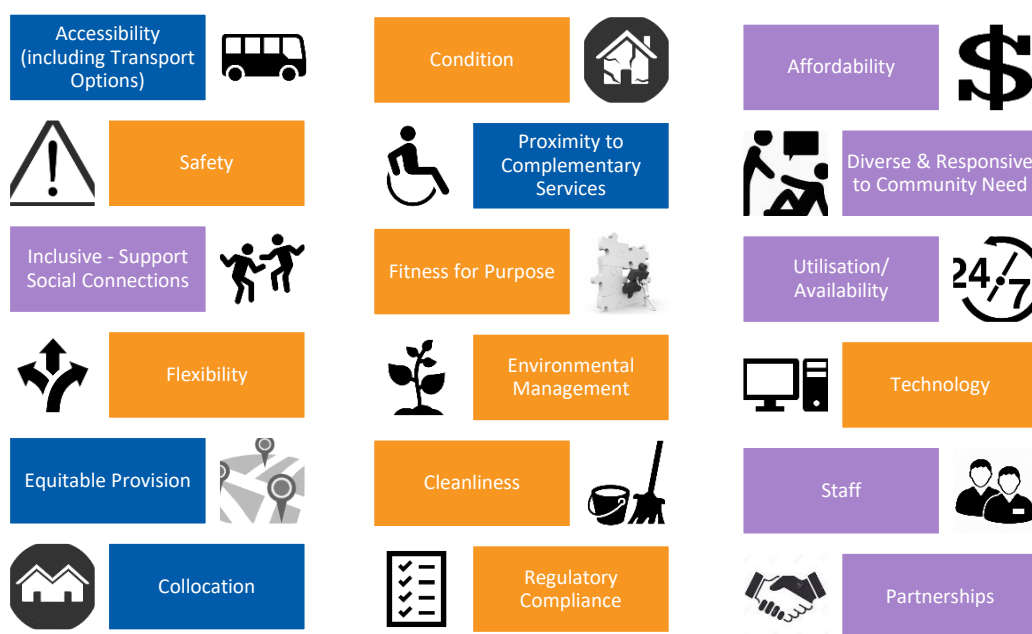 Accessibility
(including Transport
Options)
Condition
Affordability
Safety
Proximity to
Complementary
Services
Diverse & Responsive
to Community Need
Inclusive - Support
Social Connections
Fitness for Purpose
Utilisation/
Availability
24/7
Flexibility
Environmental
Management
Technology
Equitable Provision
Cleanliness
Staff
Collocation
Regulatory
Compliance
Partnerships